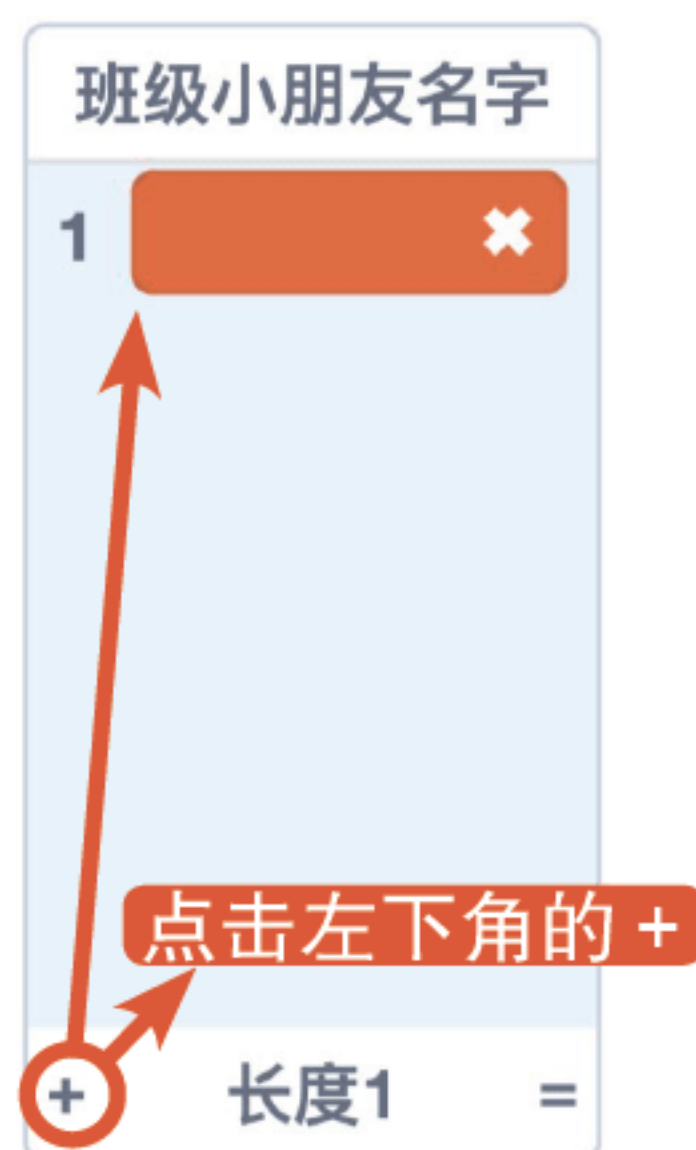 班级小朋友名字
1 ✖
点击左下角的 +
+ 长度1 =